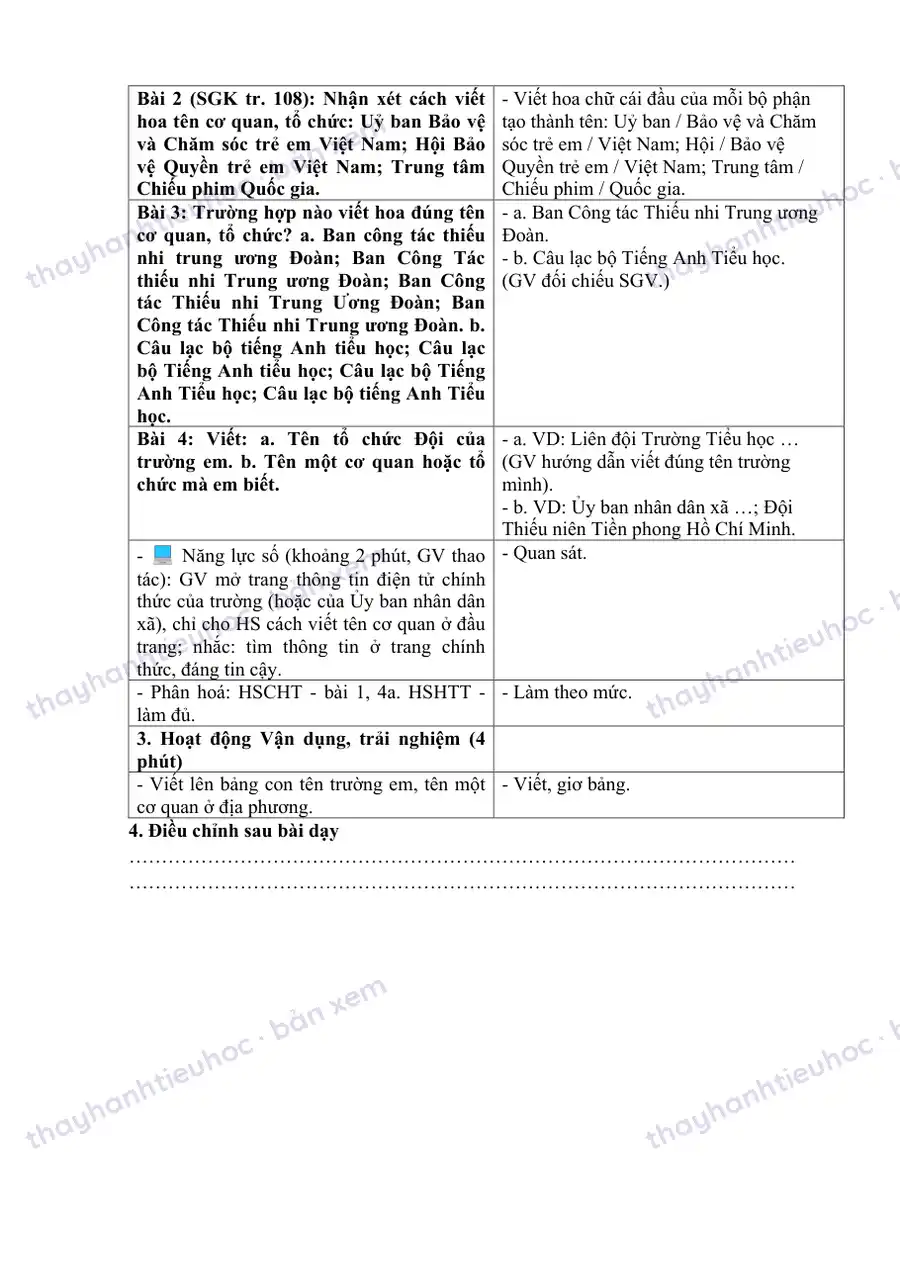 Bài 2 (SGK tr. 108): Nhận xét cách viết
hoa tên cơ quan, tổ chức: Uỷ ban Bảo vệ
và Chăm sóc trẻ em Việt Nam; Hội Bảo
vệ Quyền trẻ em Việt Nam; Trung tâm
Chiếu phim Quốc gia.
- Viết hoa chữ cái đầu của mỗi bộ phận
tạo thành tên: Uỷ ban / Bảo vệ và Chăm
sóc trẻ em / Việt Nam; Hội / Bảo vệ
Quyền trẻ em / Việt Nam; Trung tâm /
Chiếu phim / Quốc gia.
Bài 3: Trường hợp nào viết hoa đúng tên
cơ quan, tổ chức? a. Ban công tác thiếu
nhi trung ương Đoàn; Ban Công Tác
thiếu nhi Trung ương Đoàn; Ban Công
tác Thiếu nhi Trung Ương Đoàn; Ban
Công tác Thiếu nhi Trung ương Đoàn. b.
Câu lạc bộ tiếng Anh tiểu học; Câu lạc
bộ Tiếng Anh tiểu học; Câu lạc bộ Tiếng
Anh Tiểu học; Câu lạc bộ tiếng Anh Tiểu
học.
- a. Ban Công tác Thiếu nhi Trung ương
Đoàn.
- b. Câu lạc bộ Tiếng Anh Tiểu học.
(GV đối chiếu SGV.)
Bài 4: Viết: a. Tên tổ chức Đội của
trường em. b. Tên một cơ quan hoặc tổ
chức mà em biết.
- a. VD: Liên đội Trường Tiểu học …
(GV hướng dẫn viết đúng tên trường
mình).
- b. VD: Ủy ban nhân dân xã …; Đội
Thiếu niên Tiền phong Hồ Chí Minh.
- Năng lực số (khoảng 2 phút, GV thao
tác): GV mở trang thông tin điện tử chính
thức của trường (hoặc của Ủy ban nhân dân
xã), chỉ cho HS cách viết tên cơ quan ở đầu
trang; nhắc: tìm thông tin ở trang chính
thức, đáng tin cậy.
- Quan sát.
- Phân hoá: HSCHT - bài 1, 4a. HSHTT -
làm đủ.
- Làm theo mức.
3. Hoạt động Vận dụng, trải nghiệm (4
phút)
- Viết lên bảng con tên trường em, tên một
cơ quan ở địa phương.
- Viết, giơ bảng.
4. Điều chỉnh sau bài dạy
…………………………………………………………………………………………
…………………………………………………………………………………………
thayhanhtieuhoc · bản xem
thayhanhtieuhoc · b
thayhanhtieuhoc · bản xem
thayhanhtieuhoc · b
thayhanhtieuhoc · bản xem
thayhanhtieuhoc · b